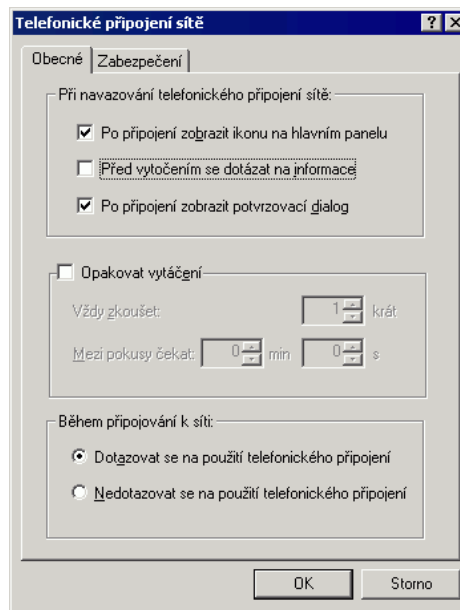 Telefonické připojení sítě
Obecné Zabezpečení
Při navazování telefonického připojení sítě:
Po připojení zobrazit ikonu na hlavním panelu
Před vytočením se dotázat na informace
Po připojení zobrazit potvrzovací dialog
Opakovat vytáčení
Vždy zkoušet: 1 krát
Mezi pokusy čekat: 0 min 0 s
Během připojování k síti:
Dotazovat se na použití telefonického připojení
Nedotazovat se na použití telefonického připojení
OK Storno